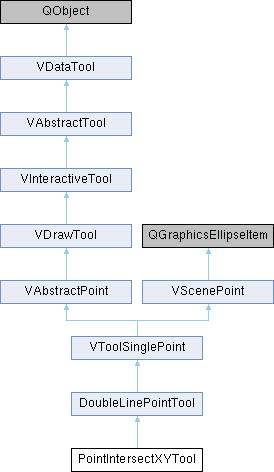 QObject
VDataTool
VAbstractTool
VInteractiveTool
VDrawTool
QGraphicsEllipseItem
VAbstractPoint
VScenePoint
VToolSinglePoint
DoubleLinePointTool
PointIntersectXYTool